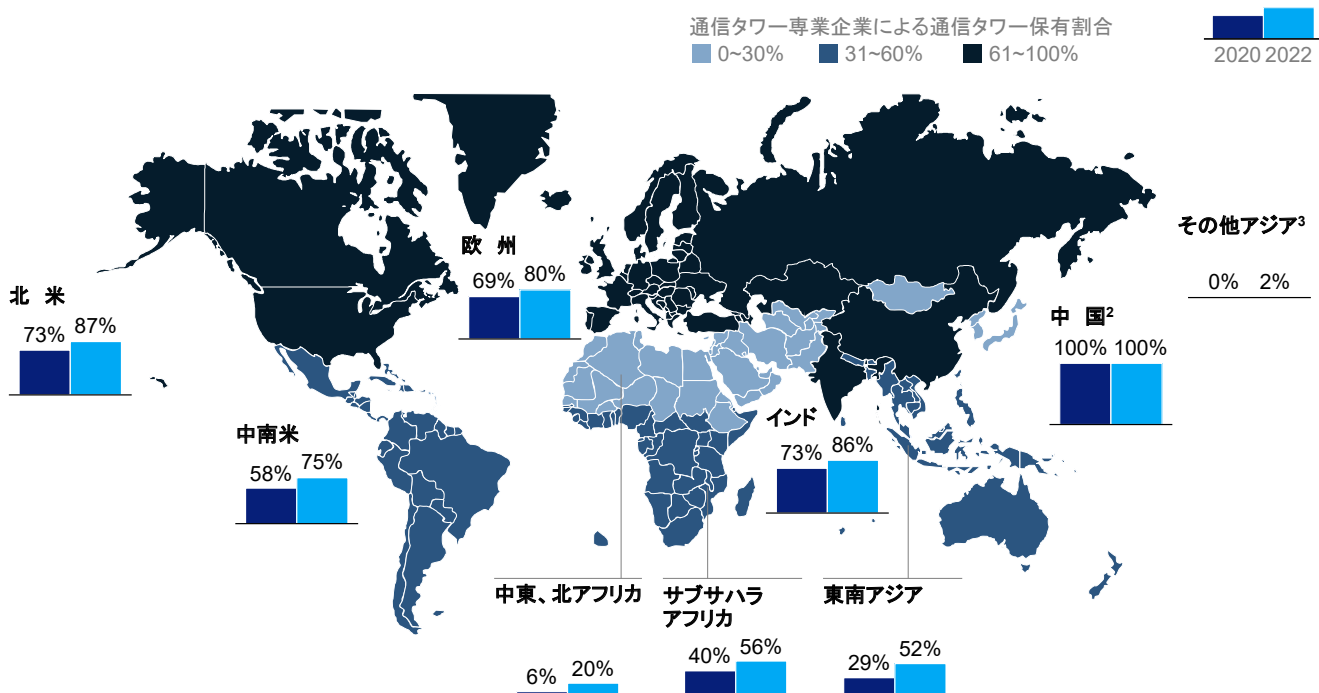 通信タワー専業企業による通信タワー保有割合
0~30%
31~60%
61~100%
2020 2022
その他アジア³
0% 2%
欧 州
69% 80%
北 米
73% 87%
中 国²
100% 100%
中南米
58% 75%
インド
73% 86%
中東、北アフリカ
6% 20%
サブサハラ
アフリカ
40% 56%
東南アジア
29% 52%